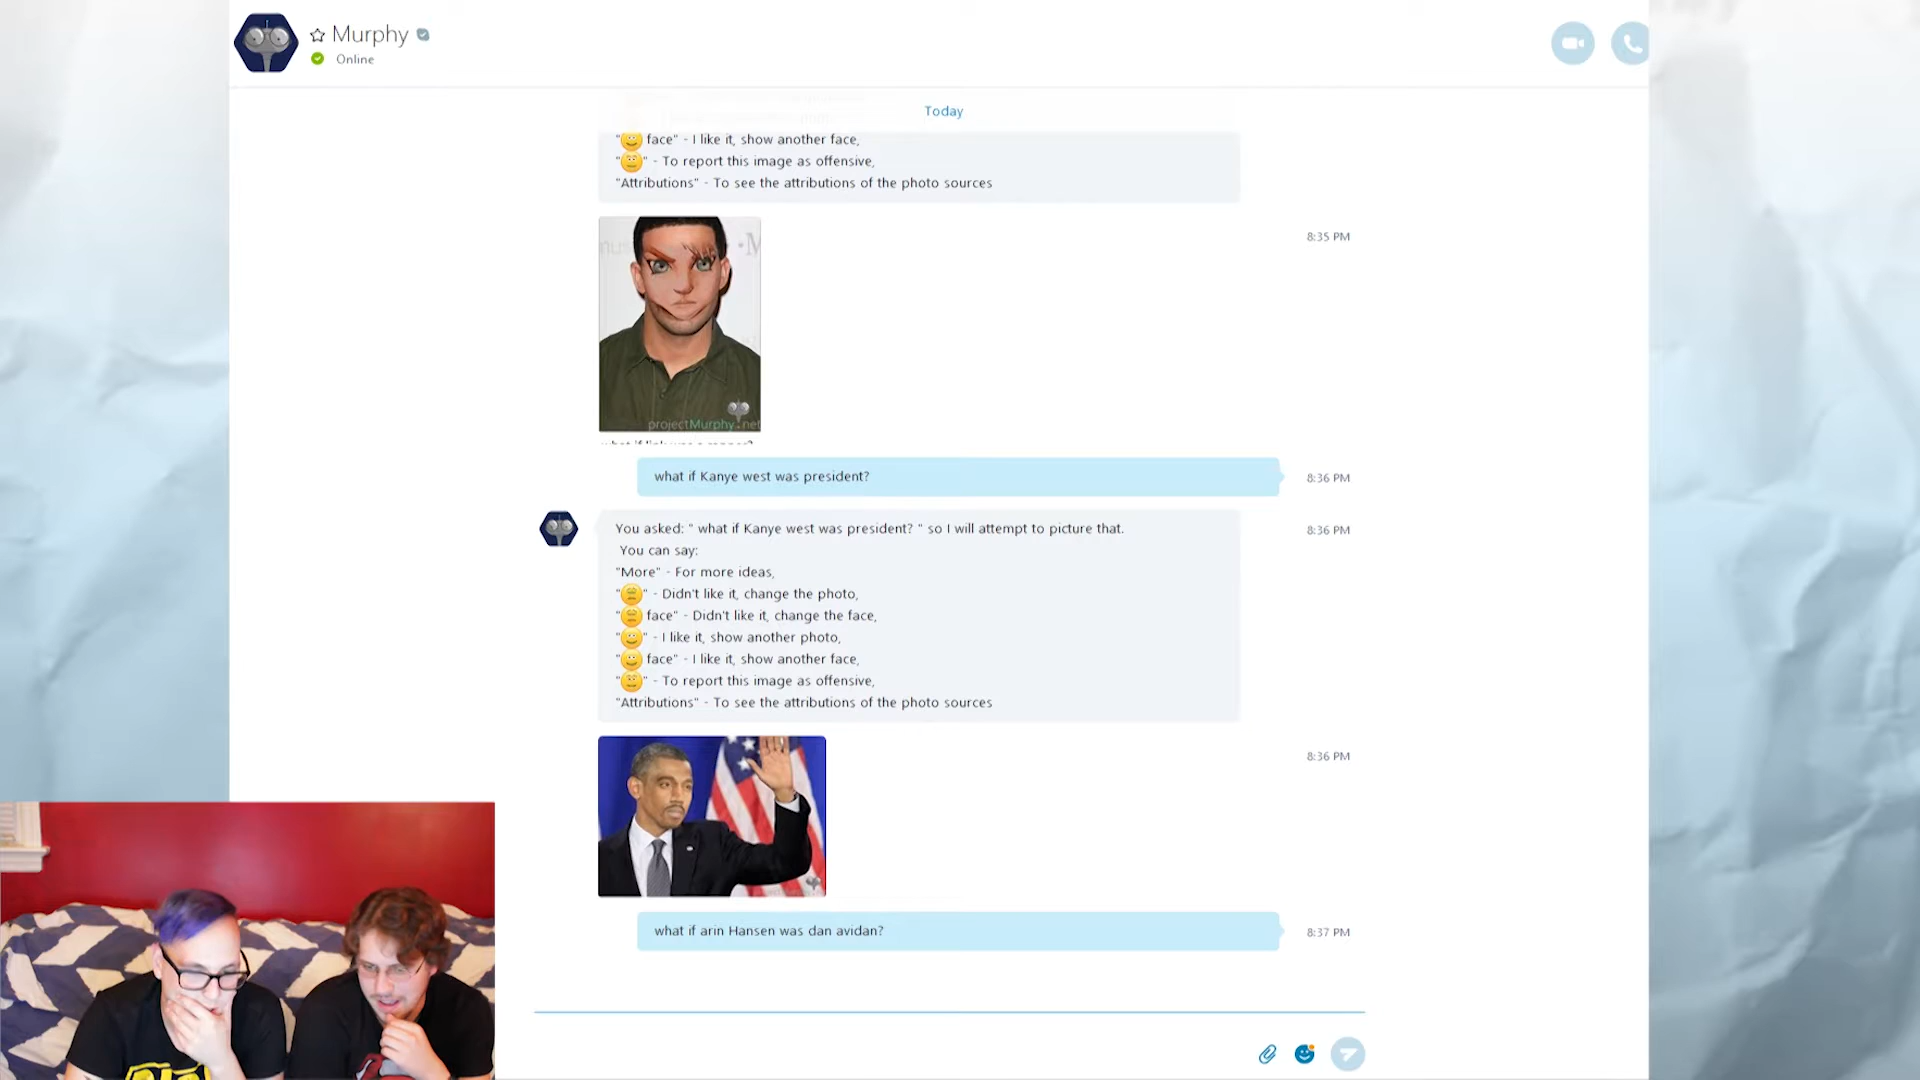 Murphy
Online
Today
" face" - I like it, show another face,
" " - To report this image as offensive,
"Attributions" - To see the attributions of the photo sources
8:35 PM
projectMurphy.net
what if Kanye west was president?
8:36 PM
You asked: " what if Kanye west was president? " so I will attempt to picture that.
8:36 PM
You can say:
"More" - For more ideas,
" " - Didn't like it, change the photo,
" face" - Didn't like it, change the face,
" " - I like it, show another photo,
" face" - I like it, show another face,
" " - To report this image as offensive,
"Attributions" - To see the attributions of the photo sources
8:36 PM
what if arin Hansen was dan avidan?
8:37 PM